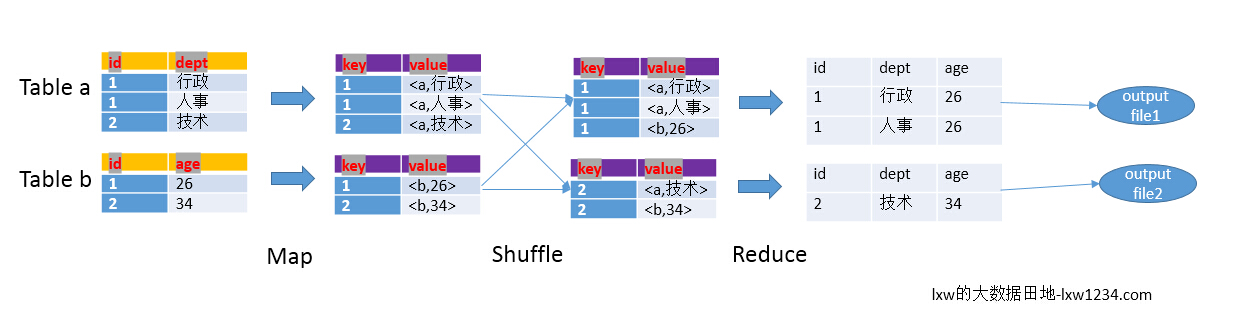 Table a
id dept
1 行政
1 人事
2 技术
Table b
id age
1 26
2 34
Map
key value
1 <a,行政>
1 <a,人事>
2 <a,技术>
key value
1 <b,26>
2 <b,34>
Shuffle
key value
1 <a,行政>
1 <a,人事>
1 <b,26>
key value
2 <a,技术>
2 <b,34>
Reduce
id dept age
1 行政 26
1 人事 26
output
file1
id dept age
2 技术 34
output
file2
lxw的大数据田地-lxw1234.com